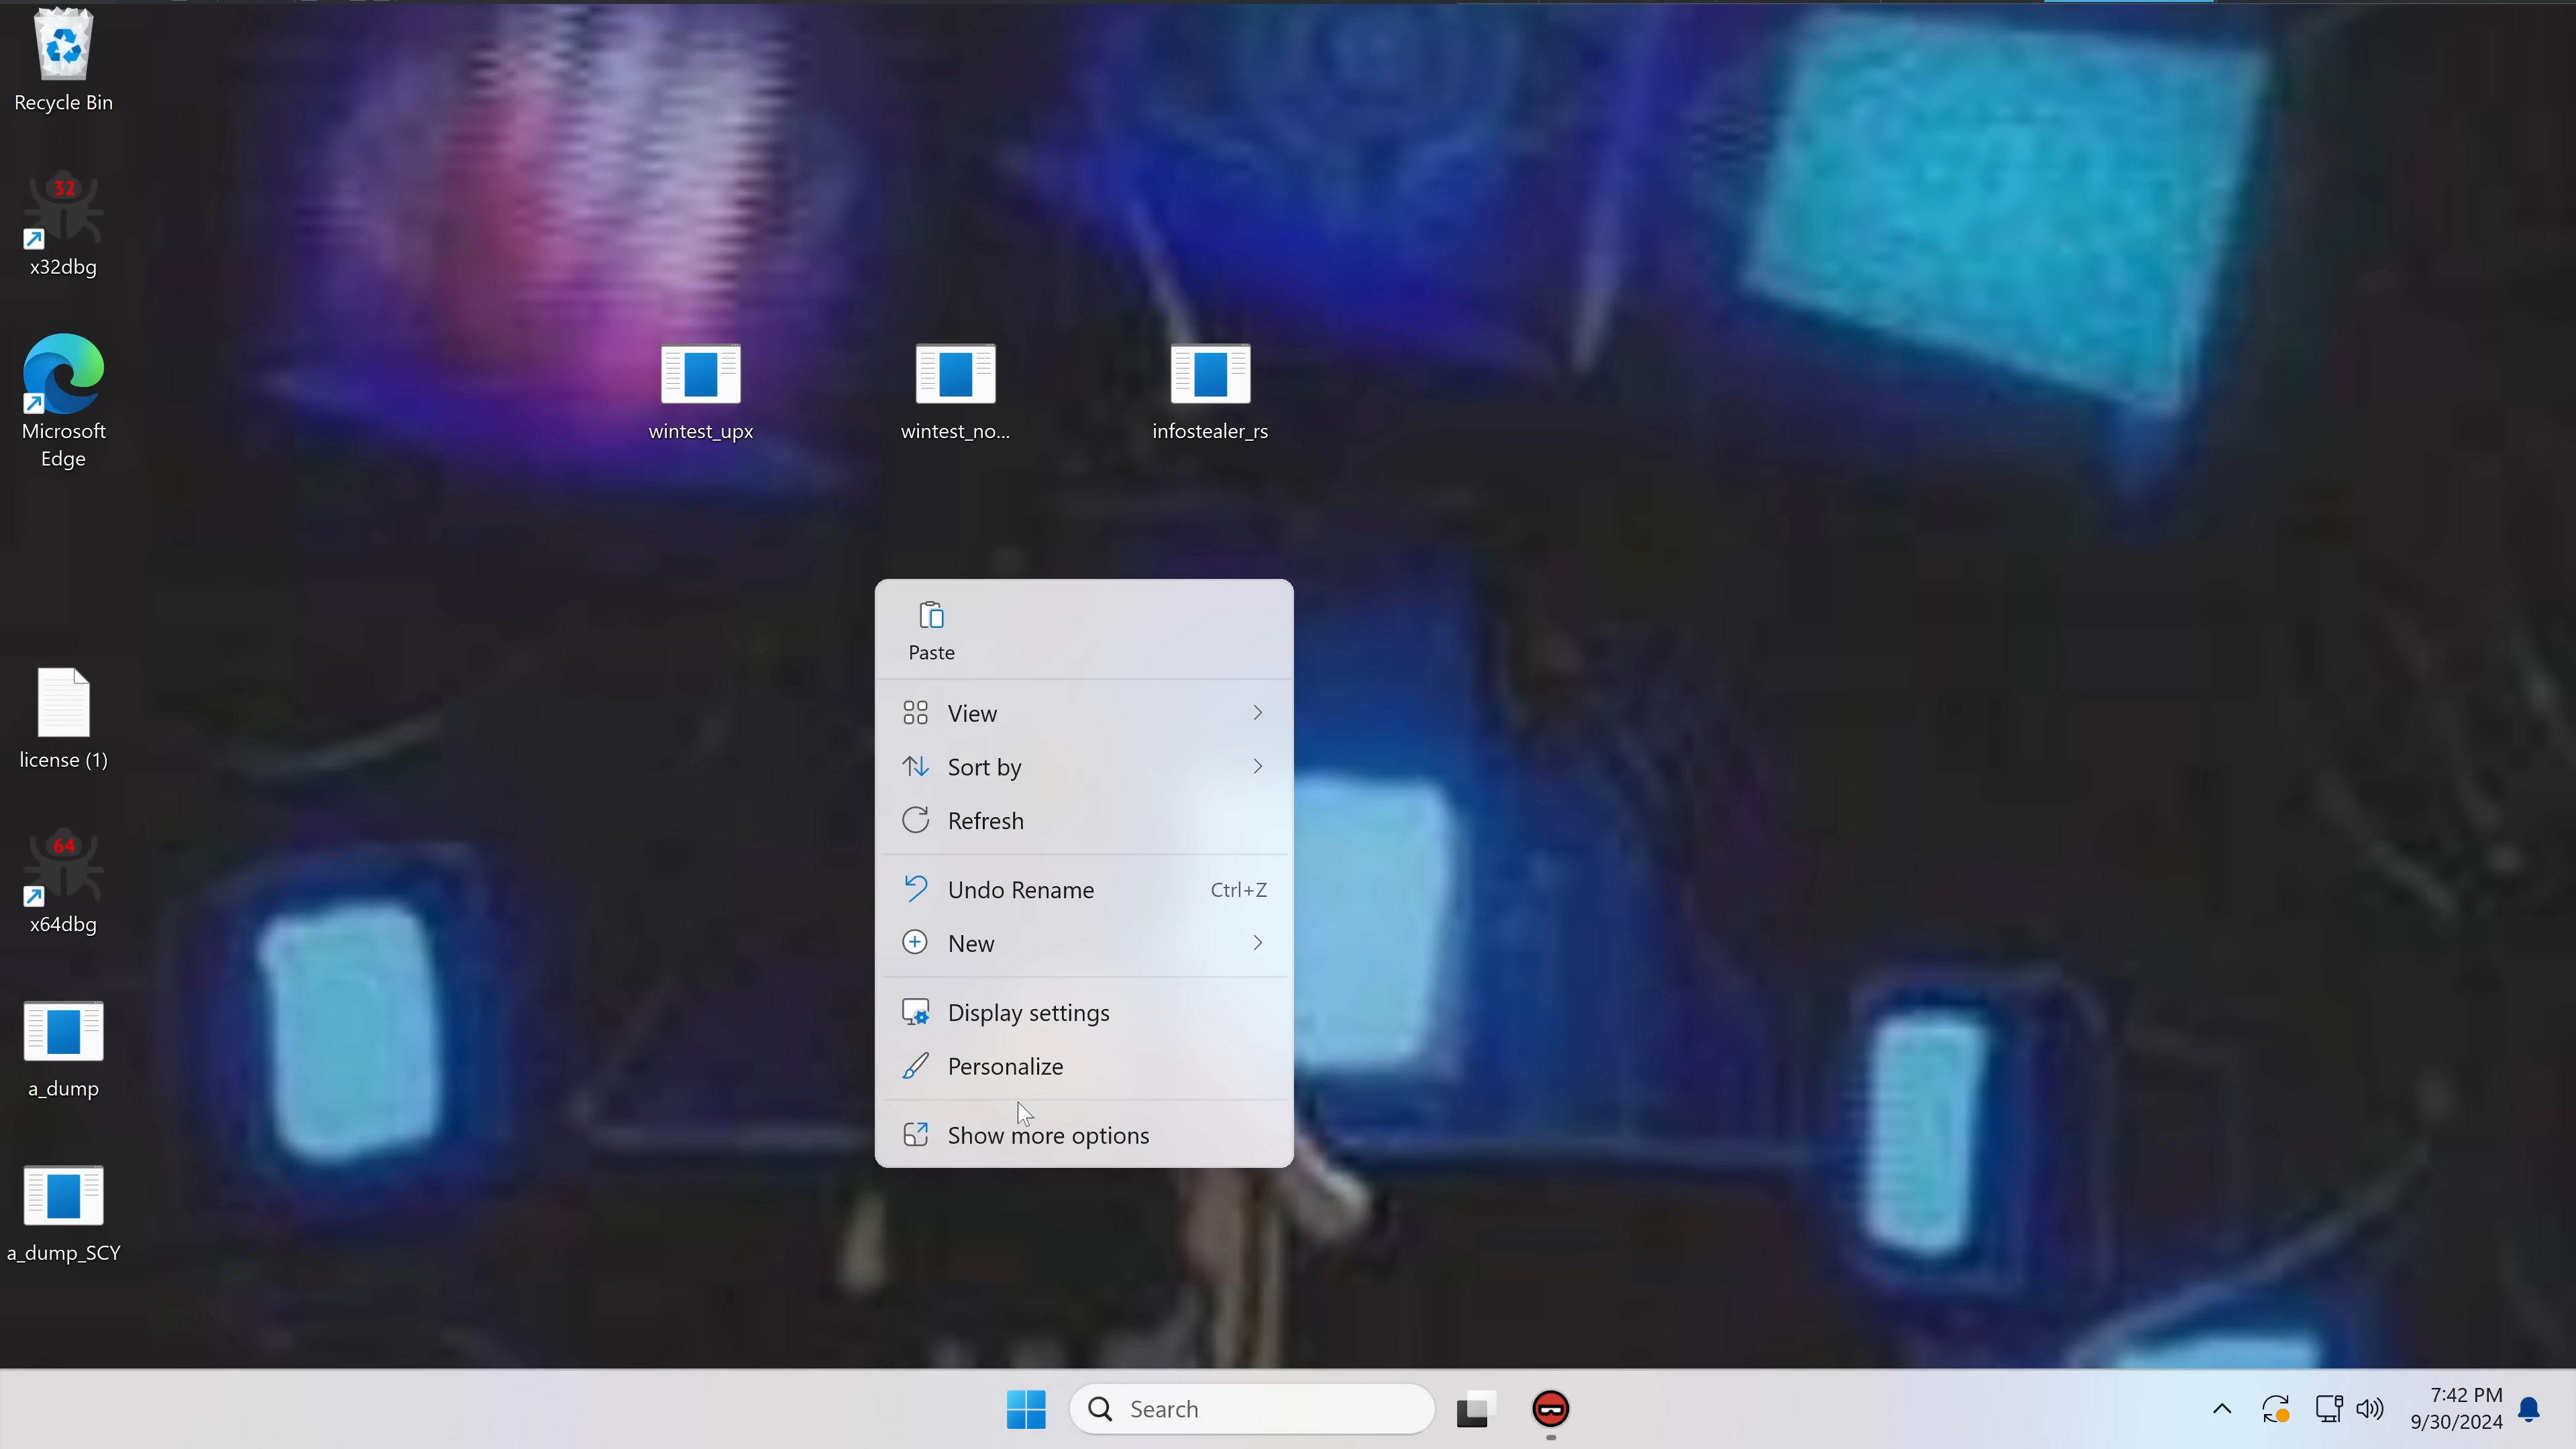 Recycle Bin
32
x32dbg
Microsoft
Edge
license (1)
64
x64dbg
a_dump
a_dump_SCY
wintest_upx
wintest_no...
infostealer_rs
Paste
View
Sort by
Refresh
Undo Rename Ctrl+Z
New
Display settings
Personalize
Show more options
Search
7:42 PM
9/30/2024